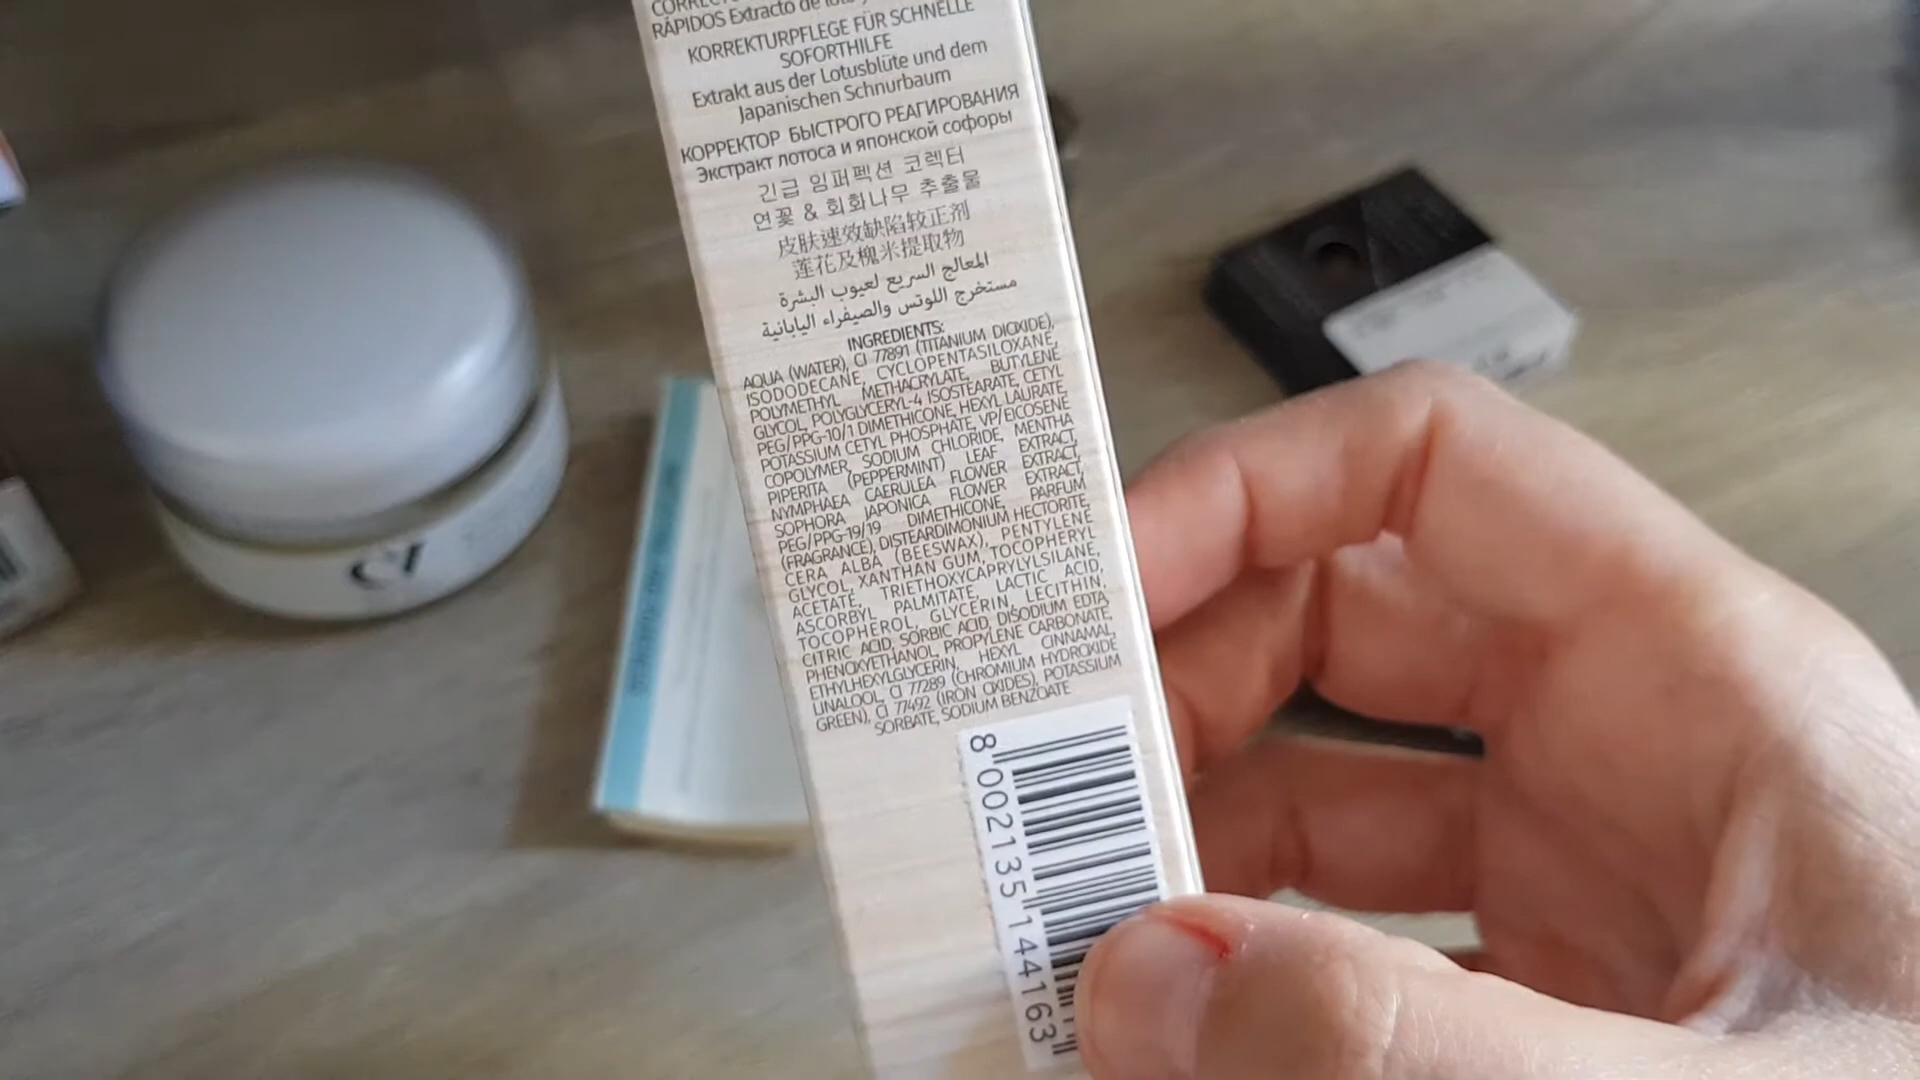 RÁPIDOS Extracto de
KORREKTURPFLEGE FÜR SCHNELLE
SOFORTHILFE
Extrakt aus der Lotusblüte und dem
Japanischen Schnurbaum
КОРРЕКТОР БЫСТРОГО РЕАГИРОВАНИЯ
Экстракт лотоса и японской софоры
긴급 임퍼펙션 코렉터
연꽃 & 회화나무 추출물
皮肤速效缺陷较正剂
莲花及槐米提取物
المعالج السريع لعيوب البشرة
مستخرج اللوتس والصيفراء اليابانية
INGREDIENTS:
AQUA (WATER), CI 77891 (TITANIUM DIOXIDE),
ISODODECANE, CYCLOPENTASILOXANE,
POLYMETHYL METHACRYLATE, BUTYLENE
GLYCOL, POLYGLYCERYL-4 ISOSTEARATE, CETYL
PEG/PPG-10/1 DIMETHICONE, HEXYL LAURATE,
POTASSIUM CETYL PHOSPHATE, VP/EICOSENE
COPOLYMER, SODIUM CHLORIDE, MENTHA
PIPERITA (PEPPERMINT) LEAF EXTRACT,
NYMPHAEA CAERULEA FLOWER EXTRACT,
SOPHORA JAPONICA FLOWER EXTRACT,
PEG/PPG-19/19 DIMETHICONE, PARFUM
(FRAGRANCE), DISTEARDIMONIUM HECTORITE,
CERA ALBA (BEESWAX), PENTYLENE
GLYCOL, XANTHAN GUM, TOCOPHERYL
ACETATE, TRIETHOXYCAPRYLYLSILANE,
ASCORBYL PALMITATE, LACTIC ACID,
TOCOPHEROL, GLYCERIN, LECITHIN,
CITRIC ACID, SORBIC ACID, DISODIUM EDTA,
PHENOXYETHANOL, PROPYLENE CARBONATE,
ETHYLHEXYLGLYCERIN, HEXYL CINNAMAL,
LINALOOL, CI 77289 (CHROMIUM HYDROXIDE
GREEN), CI 77492 (IRON OXIDES), POTASSIUM
SORBATE, SODIUM BENZOATE
8 002135 144163